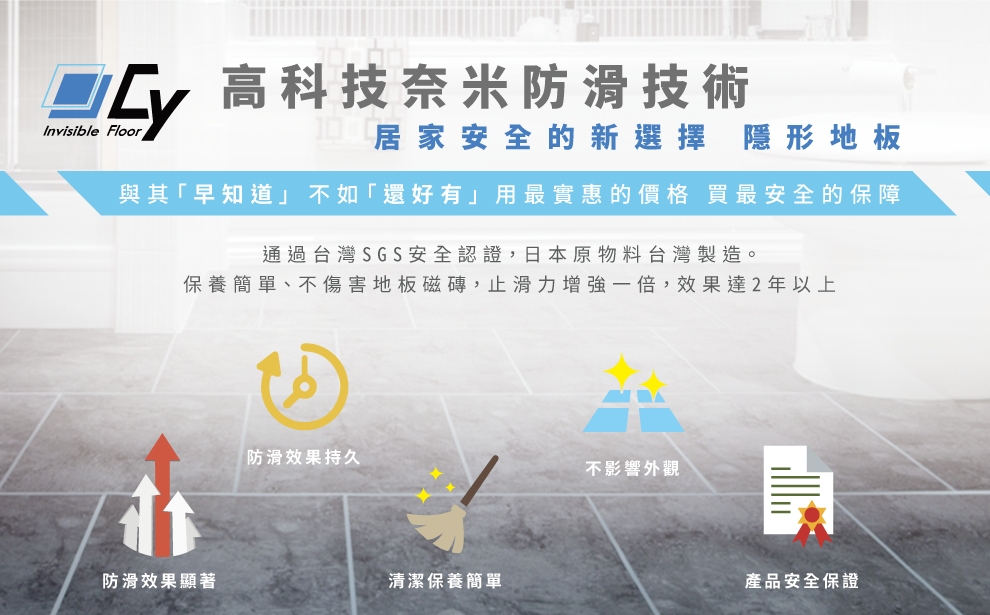 Cy
Invisible Floor
高科技奈米防滑技術
居家安全的新選擇 隱形地板
與其「早知道」 不如「還好有」用最實惠的價格 買最安全的保障
通過台灣SGS安全認證,日本原物料台灣製造。
保養簡單、不傷害地板磁磚,止滑力增強一倍,效果達2年以上
防滑效果持久
不影響外觀
防滑效果顯著
清潔保養簡單
產品安全保證